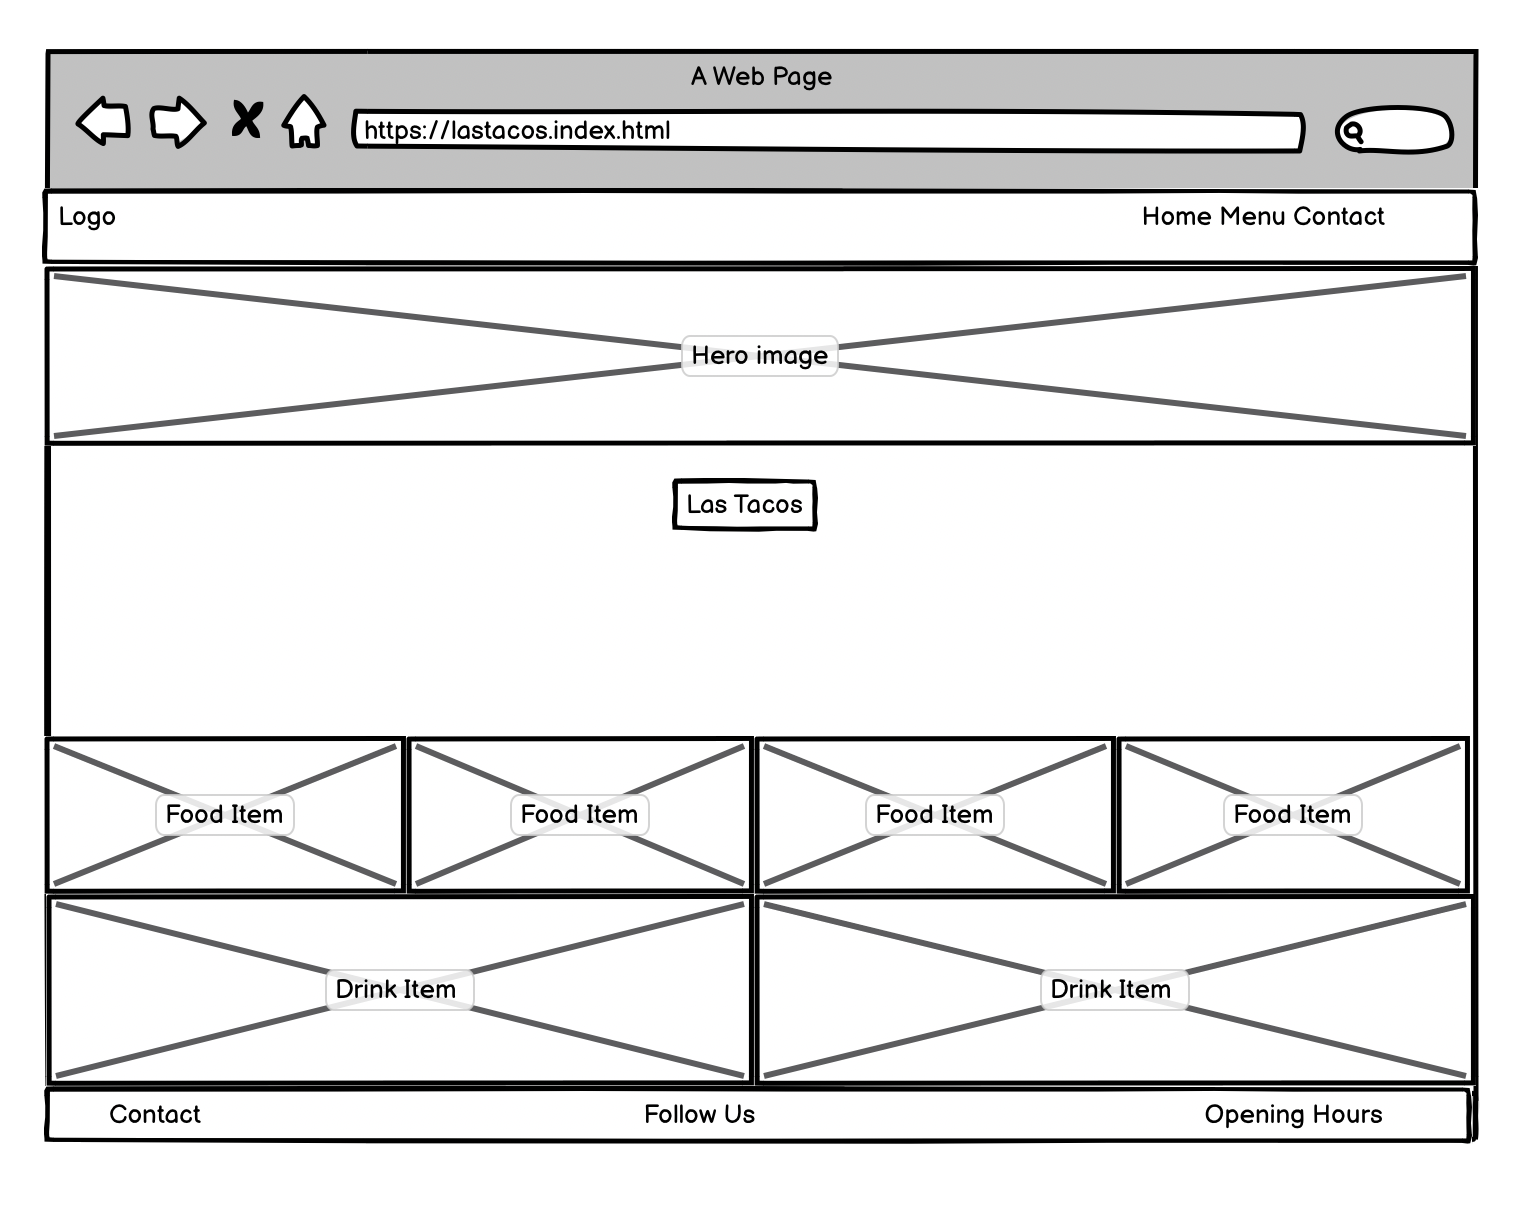 A Web Page
https://lastacos.index.html
Logo
Home Menu Contact
Hero image
Las Tacos
Food Item
Food Item
Food Item
Food Item
Drink Item
Drink Item
Contact
Follow Us
Opening Hours